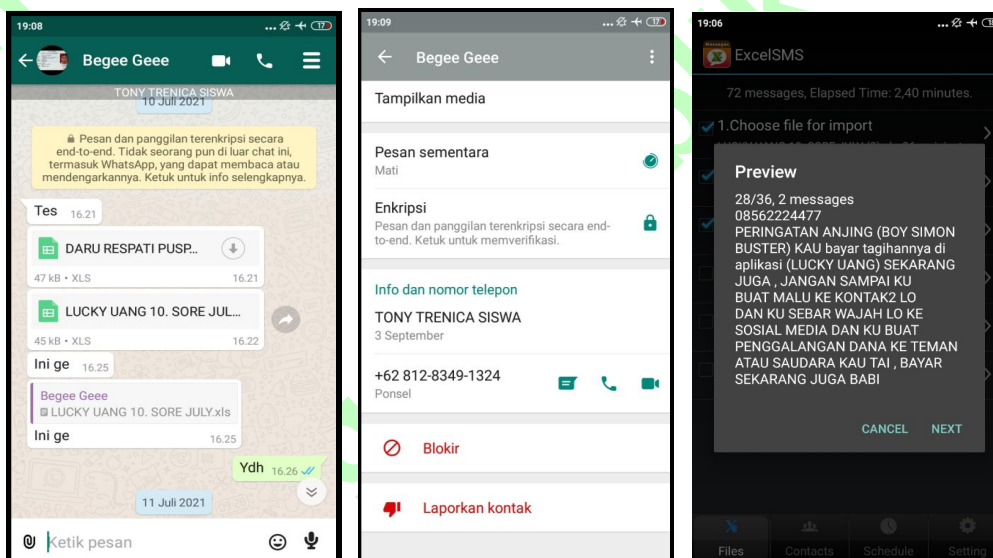 19:08
17
Begee Geee
TONY TRENICA SISWA
10 Juli 2021
Pesan dan panggilan terenkripsi secara
end-to-end. Tidak seorang pun di luar chat ini,
termasuk WhatsApp, yang dapat membaca atau
mendengarkannya. Ketuk untuk info selengkapnya.
Tes 16.21
DARU RESPATI PUSP...
47 kB • XLS 16.21
LUCKY UANG 10. SORE JUL...
45 kB • XLS 16.22
Ini ge 16.25
Begee Geee
LUCKY UANG 10. SORE JULY.xls
Ini ge 16.25
Ydh 16.26
11 Juli 2021
Ketik pesan
19:09
17
Begee Geee
Tampilkan media
Pesan sementara
Mati
Enkripsi
Pesan dan panggilan terenkripsi secara end-
to-end. Ketuk untuk memverifikasi.
Info dan nomor telepon
TONY TRENICA SISWA
3 September
+62 812-8349-1324
Ponsel
Blokir
Laporkan kontak
19:06
Messages
ExcelSMS
72 messages, Elapsed Time: 2,40 minutes.
1.Choose file for import
Preview
28/36, 2 messages
08562224477
PERINGATAN ANJING (BOY SIMON
BUSTER) KAU bayar tagihannya di
aplikasi (LUCKY UANG) SEKARANG
JUGA , JANGAN SAMPAI KU
BUAT MALU KE KONTAK2 LO
DAN KU SEBAR WAJAH LO KE
SOSIAL MEDIA DAN KU BUAT
PENGGALANGAN DANA KE TEMAN
ATAU SAUDARA KAU TAI , BAYAR
SEKARANG JUGA BABI
CANCEL NEXT
Files Contacts Schedule Setting